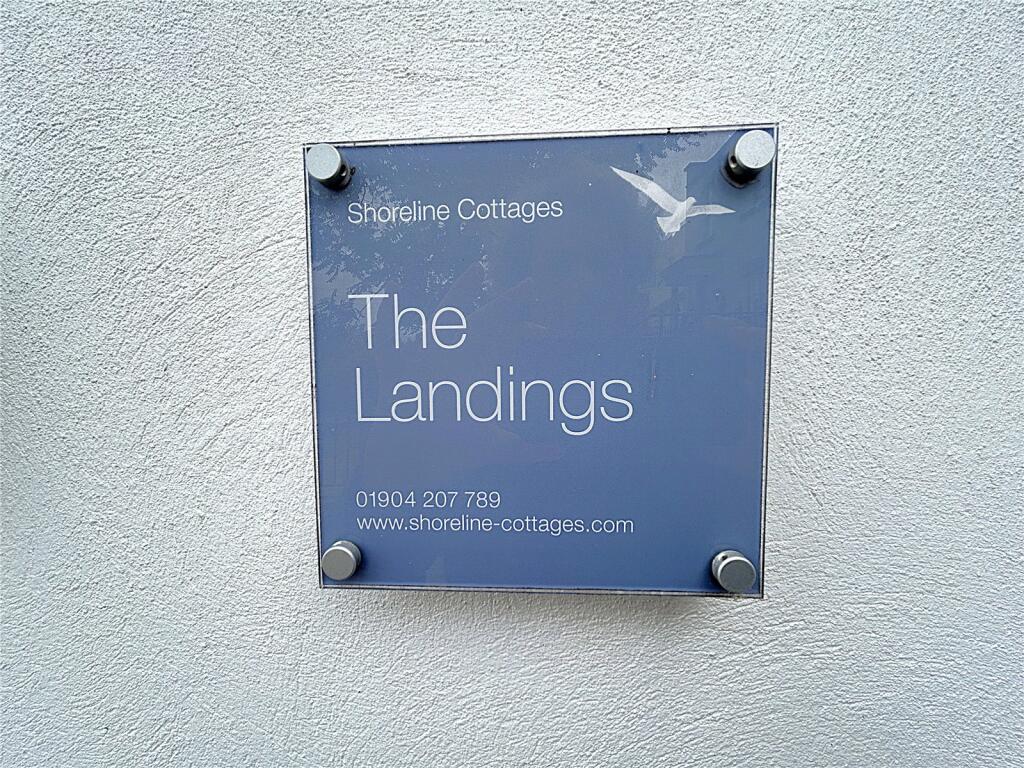 Shoreline Cottages
The
Landings
01904 207 789
www.shoreline-cottages.com